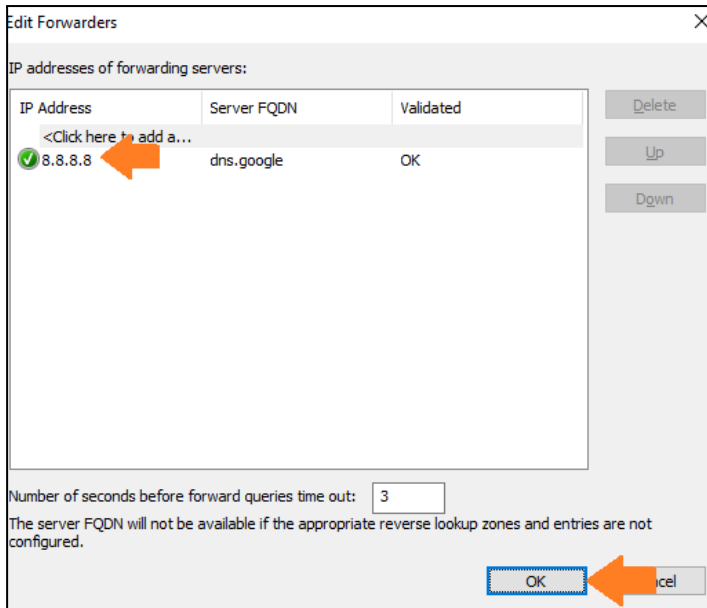 Edit Forwarders
IP addresses of forwarding servers:
IP Address Server FQDN Validated Delete
<Click here to add a...
8.8.8.8 dns.google OK Up
Down
Number of seconds before forward queries time out: 3
The server FQDN will not be available if the appropriate reverse lookup zones and entries are not
configured.
OK